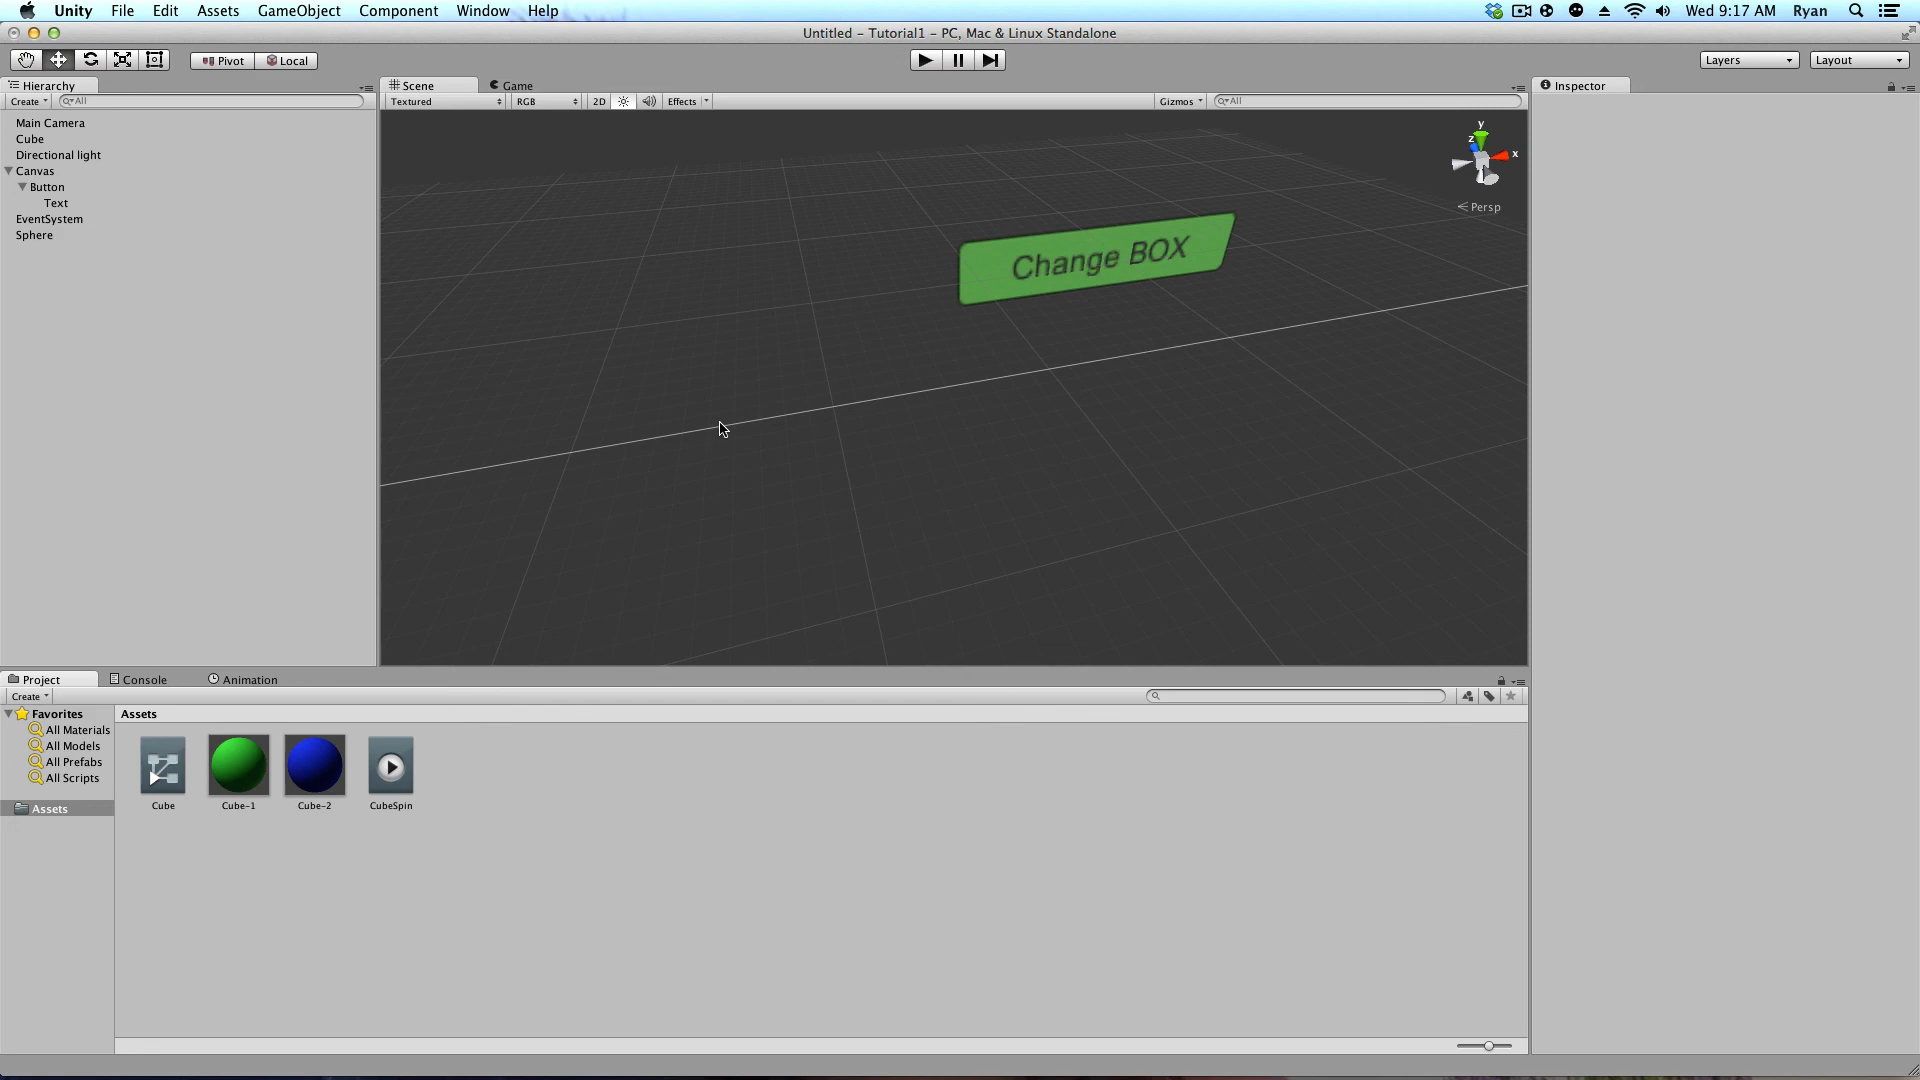 Unity File Edit Assets GameObject Component Window Help Wed 9:17 AM Ryan
Untitled – Tutorial1 – PC, Mac & Linux Standalone
Pivot Local Layers Layout
Hierarchy Scene Game Inspector
Create All Textured RGB 2D Effects Gizmos All
Main Camera
Cube
Directional light
Canvas
Button
Text
EventSystem
Sphere
y
z
x
Persp
Change BOX
Project Console Animation
Create
Favorites Assets
All Materials
All Models
All Prefabs
All Scripts
Assets
Cube Cube-1 Cube-2 CubeSpin